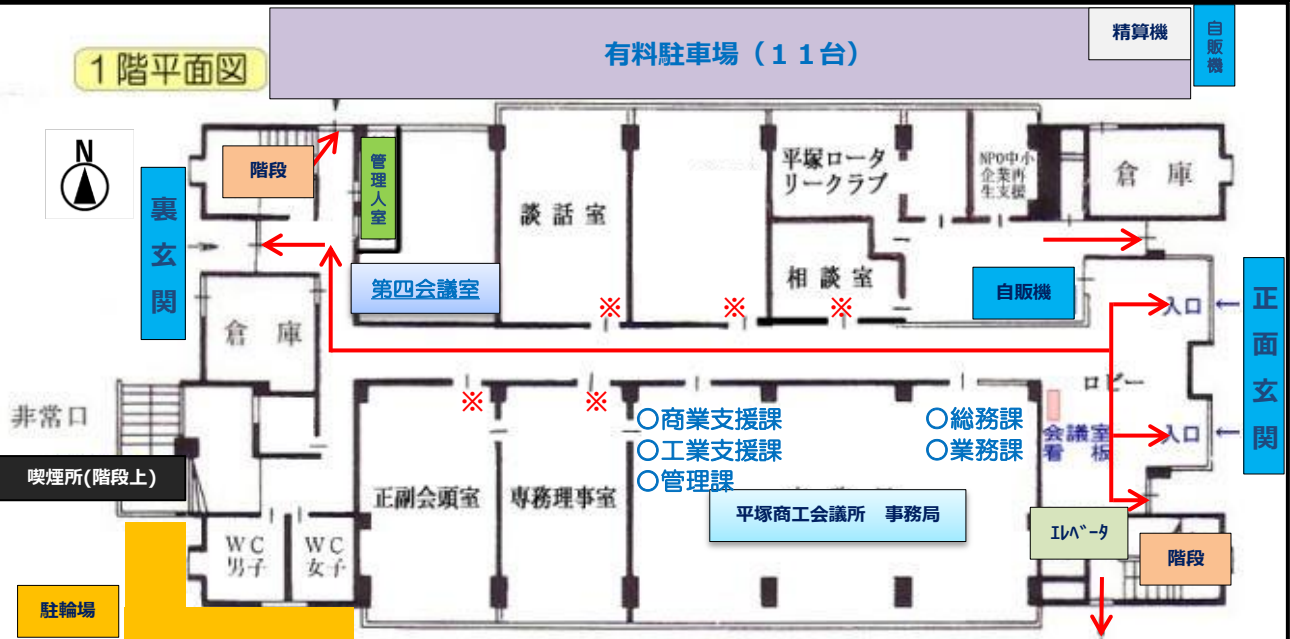 有料駐車場（１１台）
精算機
自販機
１階平面図
N
階段
管理人室
談話室
平塚ロータ
リークラブ
NPO中小
企業再
生支援
倉庫
裏玄関
第四会議室
相談室
自販機
正面玄関
入口
※
※
※
倉庫
ロビー
非常口
※
※
〇商業支援課
〇工業支援課
〇管理課
〇総務課
〇業務課
会議室
看板
入口
喫煙所(階段上)
正副会頭室
専務理事室
平塚商工会議所　事務局
ｴﾚﾍﾞｰﾀ
階段
WC
男子
WC
女子
駐輪場